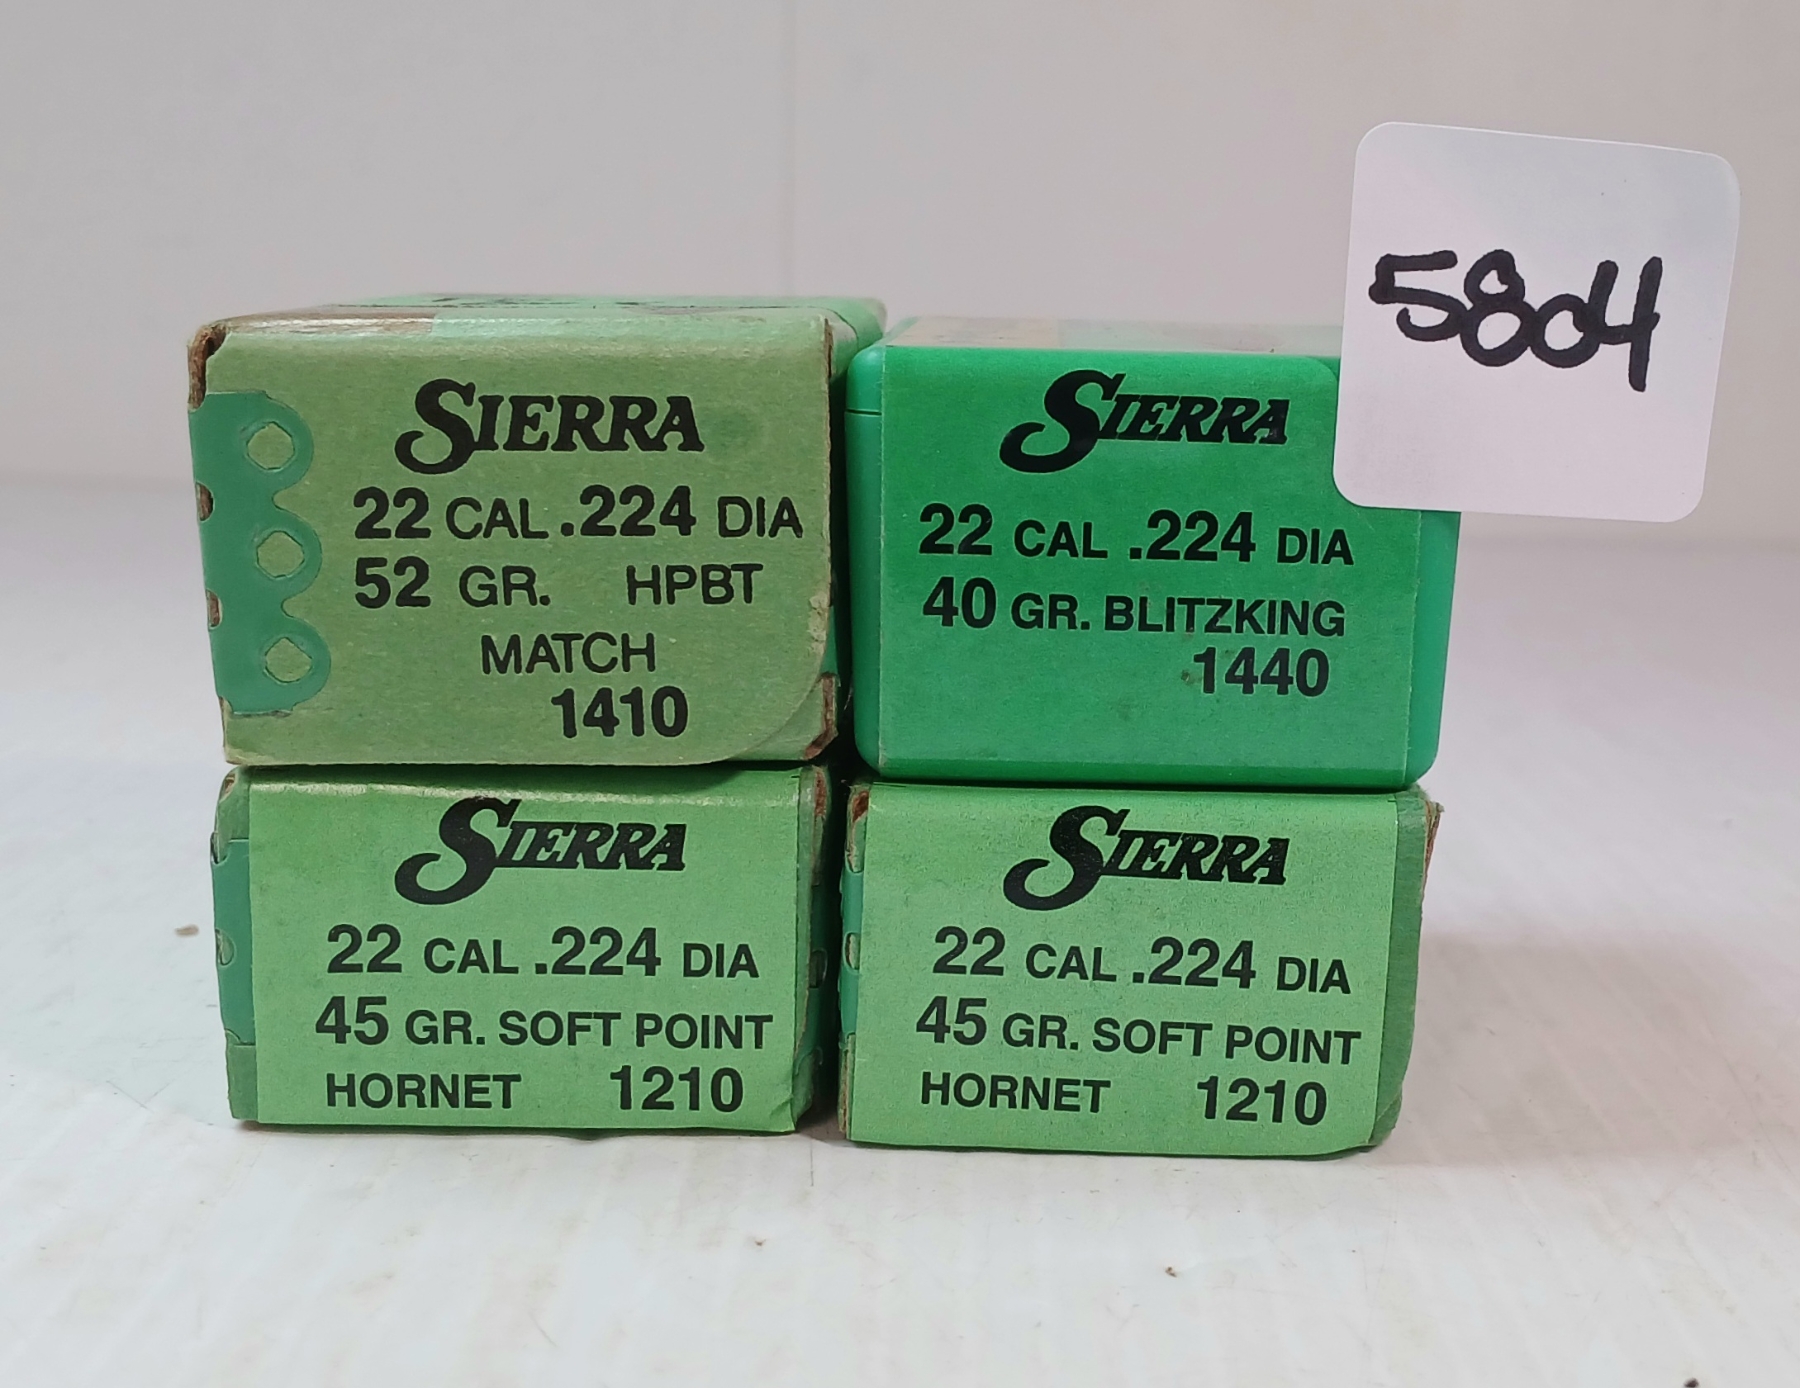 SIERRA
22 CAL .224 DIA
52 GR. HPBT
MATCH
1410
SIERRA
22 CAL .224 DIA
40 GR. BLITZKING
1440
5804
SIERRA
22 CAL .224 DIA
45 GR. SOFT POINT
HORNET 1210
SIERRA
22 CAL .224 DIA
45 GR. SOFT POINT
HORNET 1210